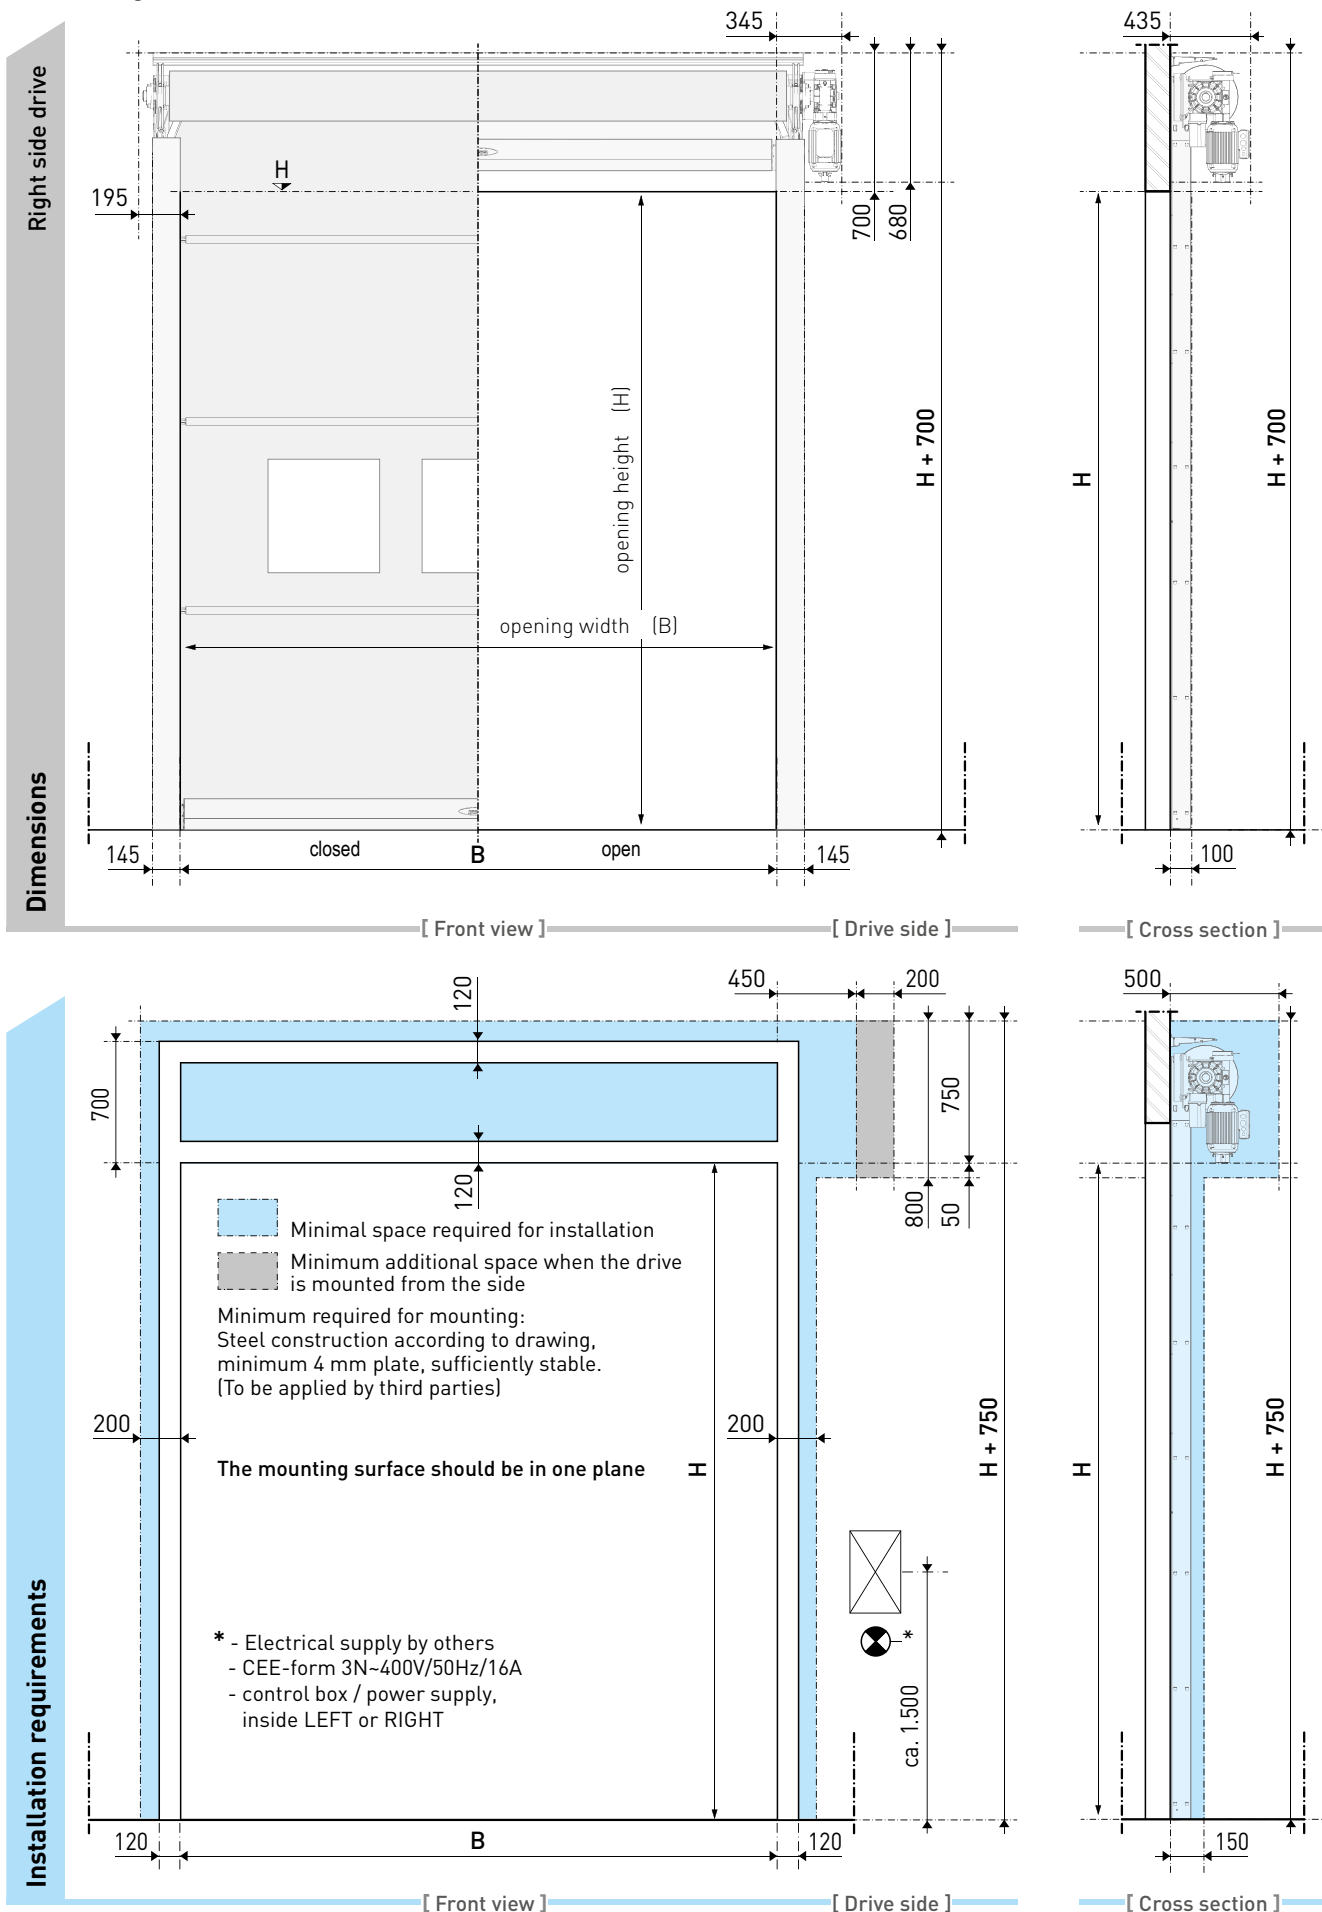 Right side drive
Dimensions
345
435
H
195
700
680
opening height (H)
H + 700
H
H + 700
opening width (B)
closed
B
open
145
145
100
[ Front view ]
[ Drive side ]
[ Cross section ]
Installation requirements
120
450
200
500
700
750
120
800
50
Minimal space required for installation
Minimum additional space when the drive
is mounted from the side
Minimum required for mounting:
Steel construction according to drawing,
minimum 4 mm plate, sufficiently stable.
(To be applied by third parties)
200
200
The mounting surface should be in one plane
H
H + 750
H
H + 750
* - Electrical supply by others
- CEE-form 3N~400V/50Hz/16A
- control box / power supply,
inside LEFT or RIGHT
*
ca. 1.500
120
B
120
150
[ Front view ]
[ Drive side ]
[ Cross section ]